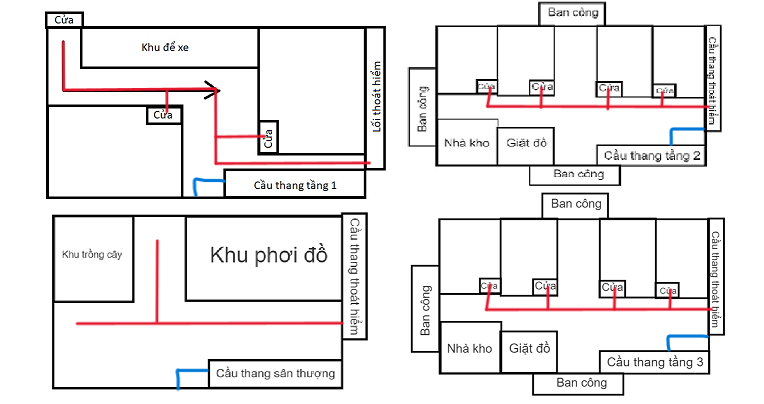 Cửa
Khu để xe
Cửa
Cửa
Lối thoát hiểm
Cầu thang tầng 1
Ban công
Ban công
Cửa
Cửa
Cửa
Cửa
Cầu thang thoát hiểm
Nhà kho
Giặt đồ
Cầu thang tầng 2
Ban công
Khu trồng cây
Khu phơi đồ
Cầu thang thoát hiểm
Cầu thang sân thượng
Ban công
Ban công
Cửa
Cửa
Cửa
Cửa
Cầu thang thoát hiểm
Nhà kho
Giặt đồ
Cầu thang tầng 3
Ban công